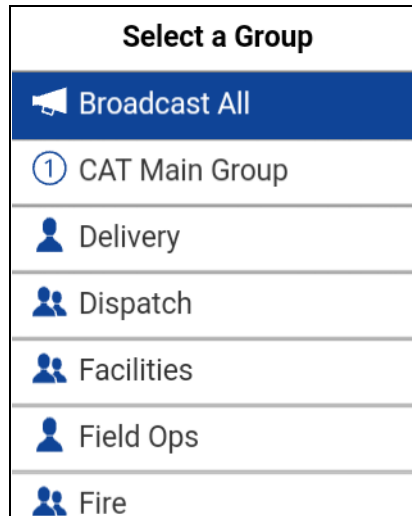 Select a Group
Broadcast All
1 CAT Main Group
Delivery
Dispatch
Facilities
Field Ops
Fire